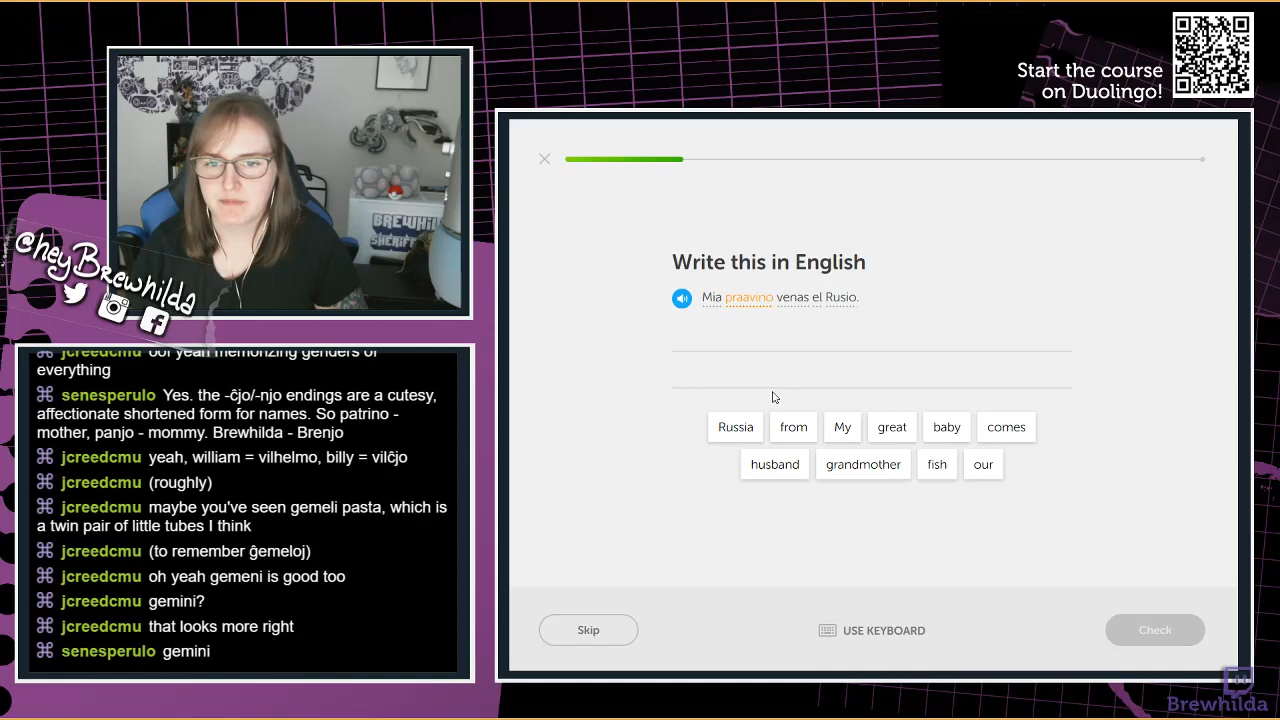 Start the course
on Duolingo!
BREWHIL
SHERIFF
@heyBrewhilda
Write this in English
Mia praavino venas el Rusio.
Russia from My great baby comes
husband grandmother fish our
Skip
USE KEYBOARD
Check
jcreedcmu oof yeah memorizing genders of
everything
senesperulo Yes. the -ĉjo/-njo endings are a cutesy,
affectionate shortened form for names. So patrino -
mother, panjo - mommy. Brewhilda - Brenjo
jcreedcmu yeah, william = vilhelmo, billy = vilĉjo
jcreedcmu (roughly)
jcreedcmu maybe you've seen gemeli pasta, which is
a twin pair of little tubes I think
jcreedcmu (to remember ĝemeloj)
jcreedcmu oh yeah gemeni is good too
jcreedcmu gemini?
jcreedcmu that looks more right
senesperulo gemini
Brewhilda